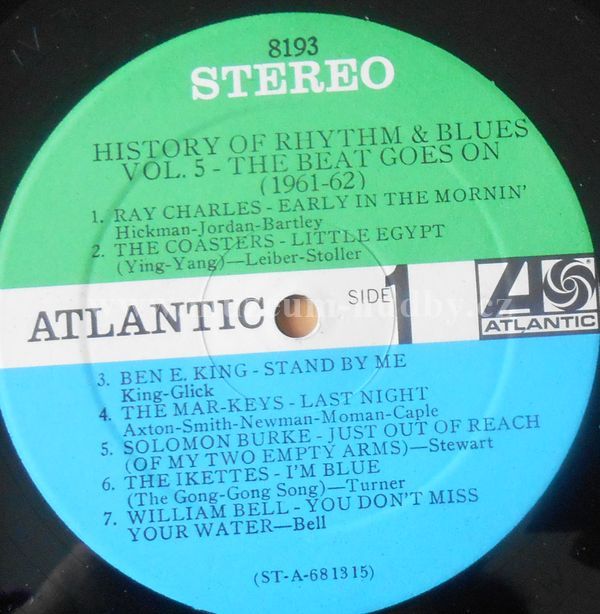 8193
STEREO
HISTORY OF RHYTHM & BLUES
VOL. 5 - THE BEAT GOES ON
(1961-62)
1. RAY CHARLES - EARLY IN THE MORNIN'
Hickman-Jordan-Bartley
2. THE COASTERS - LITTLE EGYPT
(Ying-Yang)—Leiber-Stoller
ATLANTIC
SIDE 1
ATLANTIC
3. BEN E. KING - STAND BY ME
King-Glick
4. THE MAR-KEYS - LAST NIGHT
Axton-Smith-Newman-Moman-Caple
5. SOLOMON BURKE - JUST OUT OF REACH
(OF MY TWO EMPTY ARMS)—Stewart
6. THE IKETTES - I'M BLUE
(The Gong-Gong Song)—Turner
7. WILLIAM BELL - YOU DON'T MISS
YOUR WATER—Bell
(ST-A-681315)